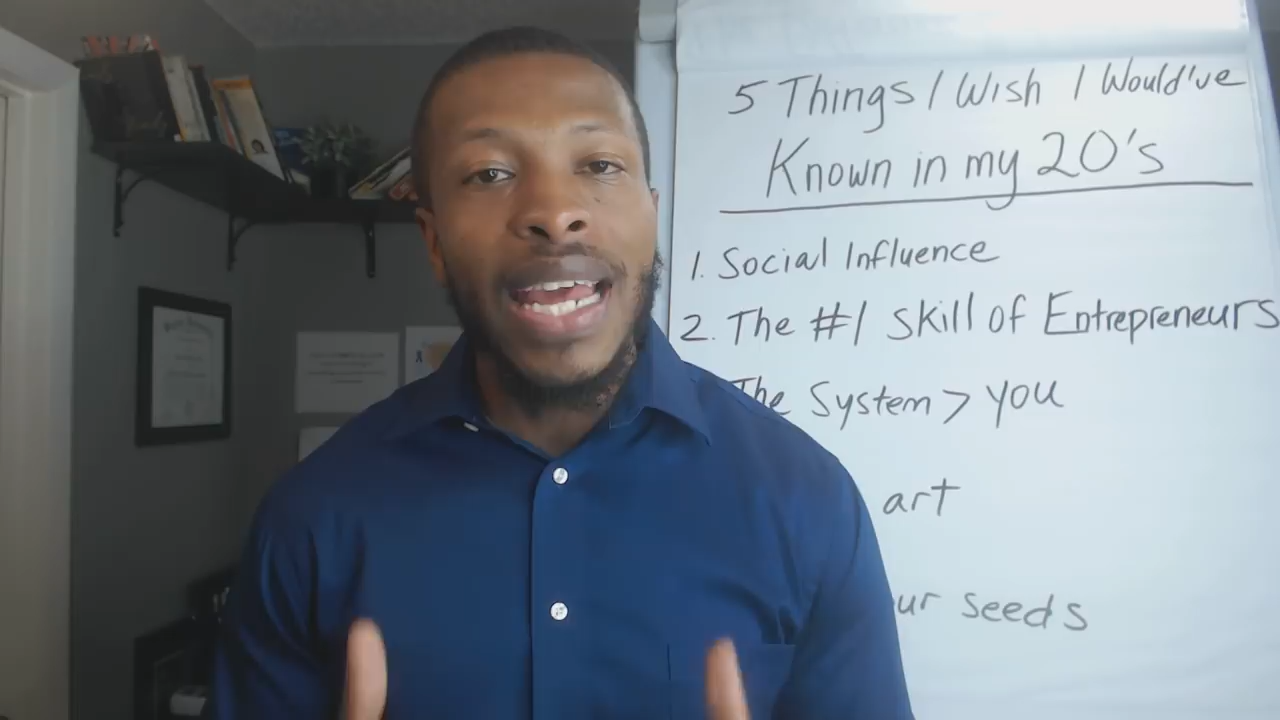 5 Things I Wish I Would've
Known in my 20's
1. Social Influence
2. The #1 Skill of Entrepreneurs
The System > you
art
ur seeds